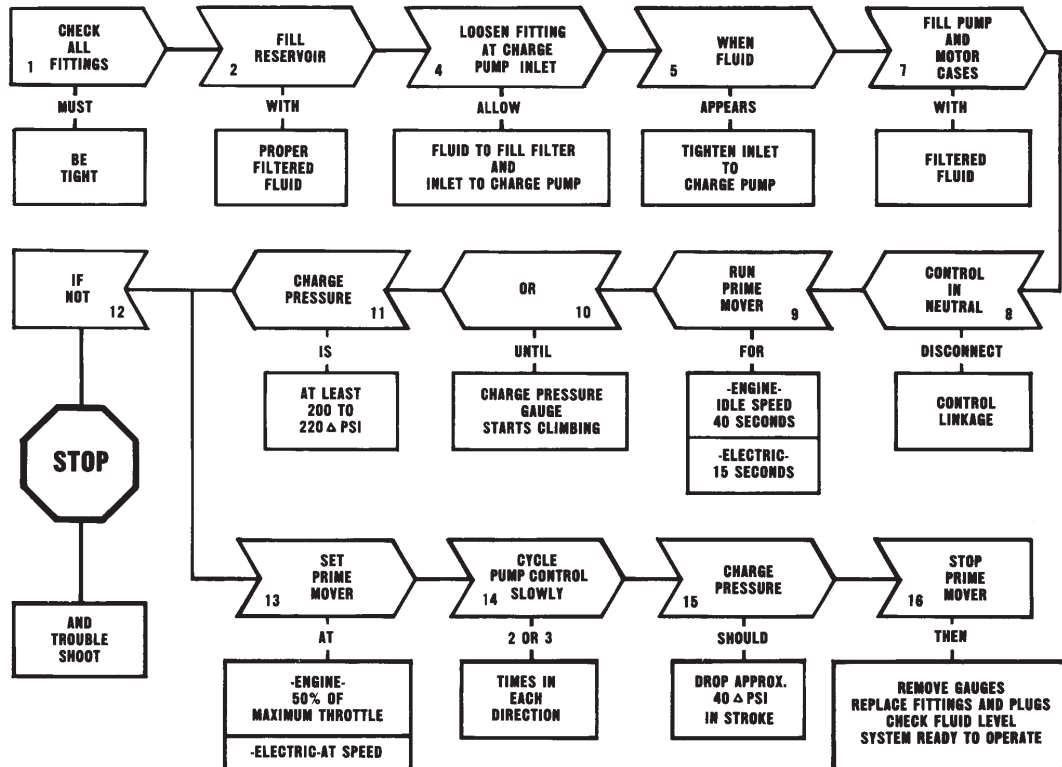 CHECK
ALL
FITTINGS
1
MUST
BE
TIGHT
FILL
RESERVOIR
2
WITH
PROPER
FILTERED
FLUID
LOOSEN FITTING
AT CHARGE
PUMP INLET
4
ALLOW
FLUID TO FILL FILTER
AND
INLET TO CHARGE PUMP
WHEN
FLUID
5
APPEARS
TIGHTEN INLET
TO
CHARGE PUMP
FILL PUMP
AND
MOTOR
CASES
7
WITH
FILTERED
FLUID
CONTROL
IN
NEUTRAL
8
DISCONNECT
CONTROL
LINKAGE
RUN
PRIME
MOVER
9
FOR
-ENGINE-
IDLE SPEED
40 SECONDS
-ELECTRIC-
15 SECONDS
OR
10
UNTIL
CHARGE PRESSURE
GAUGE
STARTS CLIMBING
CHARGE
PRESSURE
11
IS
AT LEAST
200 TO
220 Δ PSI
IF
NOT
12
STOP
AND
TROUBLE
SHOOT
SET
PRIME
MOVER
13
AT
-ENGINE-
50% OF
MAXIMUM THROTTLE
-ELECTRIC-AT SPEED
CYCLE
PUMP CONTROL
SLOWLY
14
2 OR 3
TIMES IN
EACH
DIRECTION
CHARGE
PRESSURE
15
SHOULD
DROP APPROX.
40 Δ PSI
IN STROKE
STOP
PRIME
MOVER
16
THEN
REMOVE GAUGES
REPLACE FITTINGS AND PLUGS
CHECK FLUID LEVEL
SYSTEM READY TO OPERATE